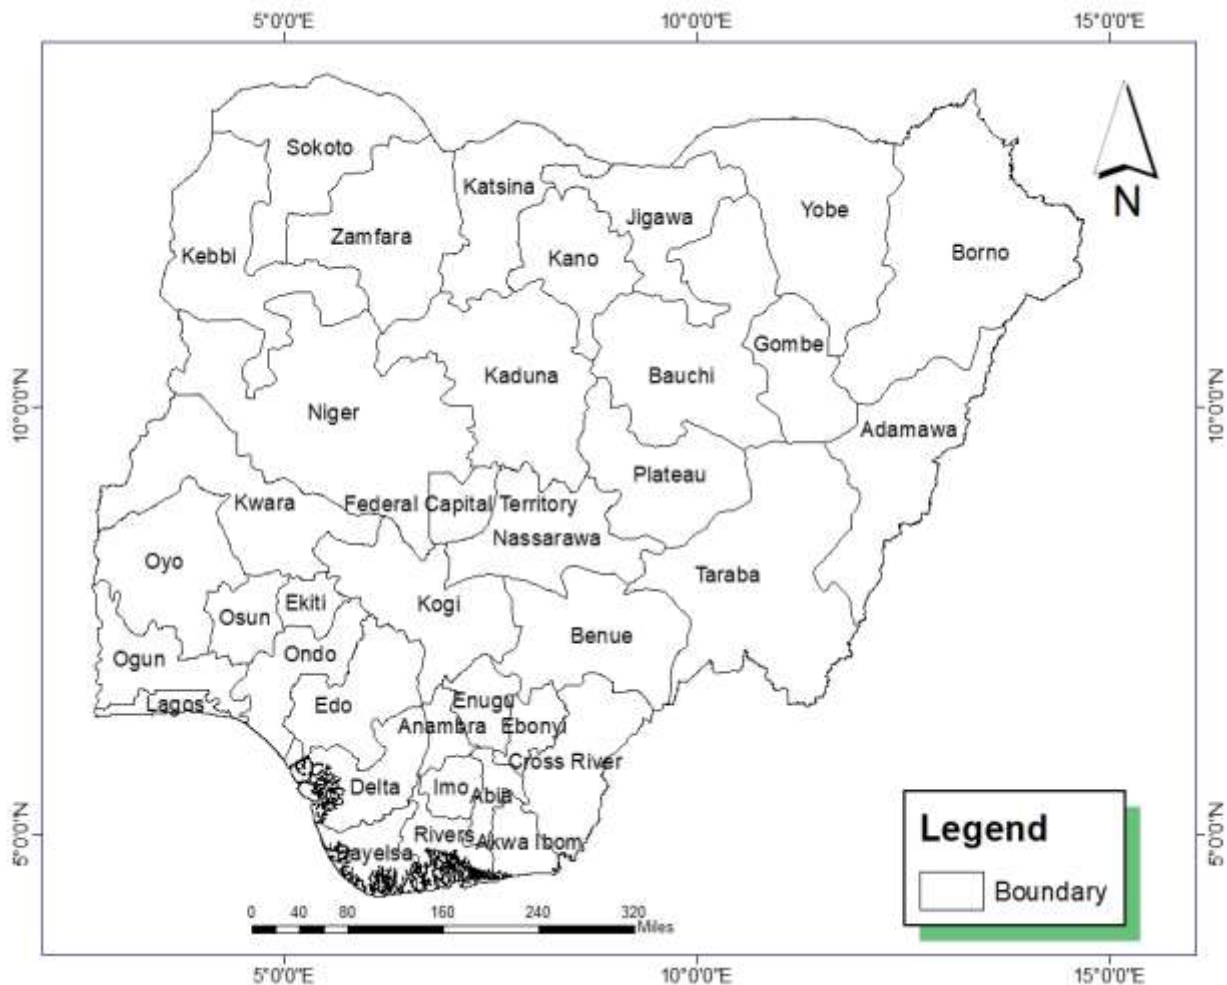 5°0'0"E 10°0'0"E 15°0'0"E
Sokoto
Katsina
Jigawa
Yobe
Zamfara
Kebbi
Kano
Borno
N
Gombe
Kaduna
Bauchi
Niger
Adamawa
10°0'0"N
10°0'0"N
Plateau
Kwara
Federal Capital Territory
Nassarawa
Oyo
Taraba
Ekiti
Kogi
Osun
Benue
Ogun
Ondo
Lagos
Edo
Enugu
Anambra
Ebonyi
Cross River
Delta
Imo
Abia
Rivers
Akwa Ibom
Bayelsa
5°0'0"N
5°0'0"N
Legend
Boundary
0 40 80 160 240 320
Miles
5°0'0"E 10°0'0"E 15°0'0"E